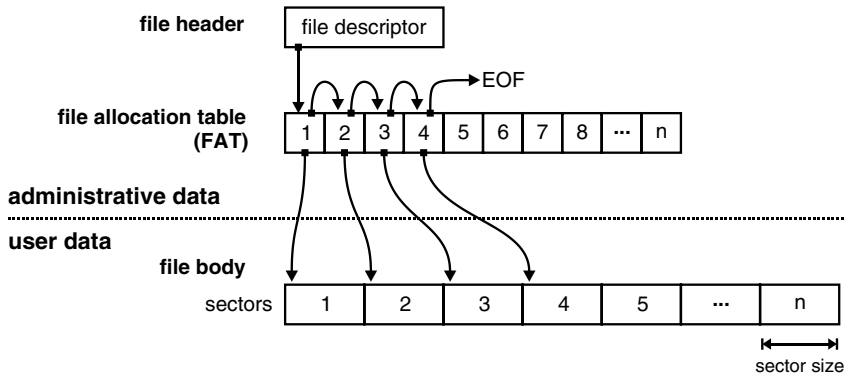 file header
file descriptor
EOF
file allocation table
(FAT)
1 2 3 4 5 6 7 8 ... n
administrative data
user data
file body
sectors
1 2 3 4 5 ... n
sector size